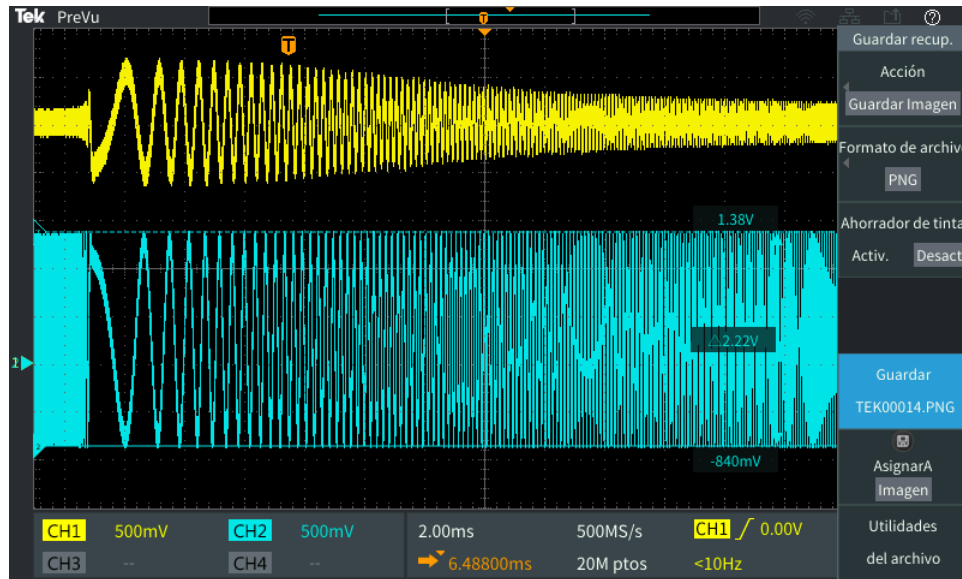 Tek PreVu
T
T
Guardar recup.
Acción
Guardar Imagen
Formato de archiv
PNG
Ahorrador de tinta
Activ. Desact
1.38V
△2.22V
1
2
-840mV
Guardar
TEK00014.PNG
AsignarA
Imagen
Utilidades
del archivo
CH1 500mV CH2 500mV 2.00ms 500MS/s CH1 0.00V
CH3 -- CH4 -- 6.48800ms 20M ptos <10Hz